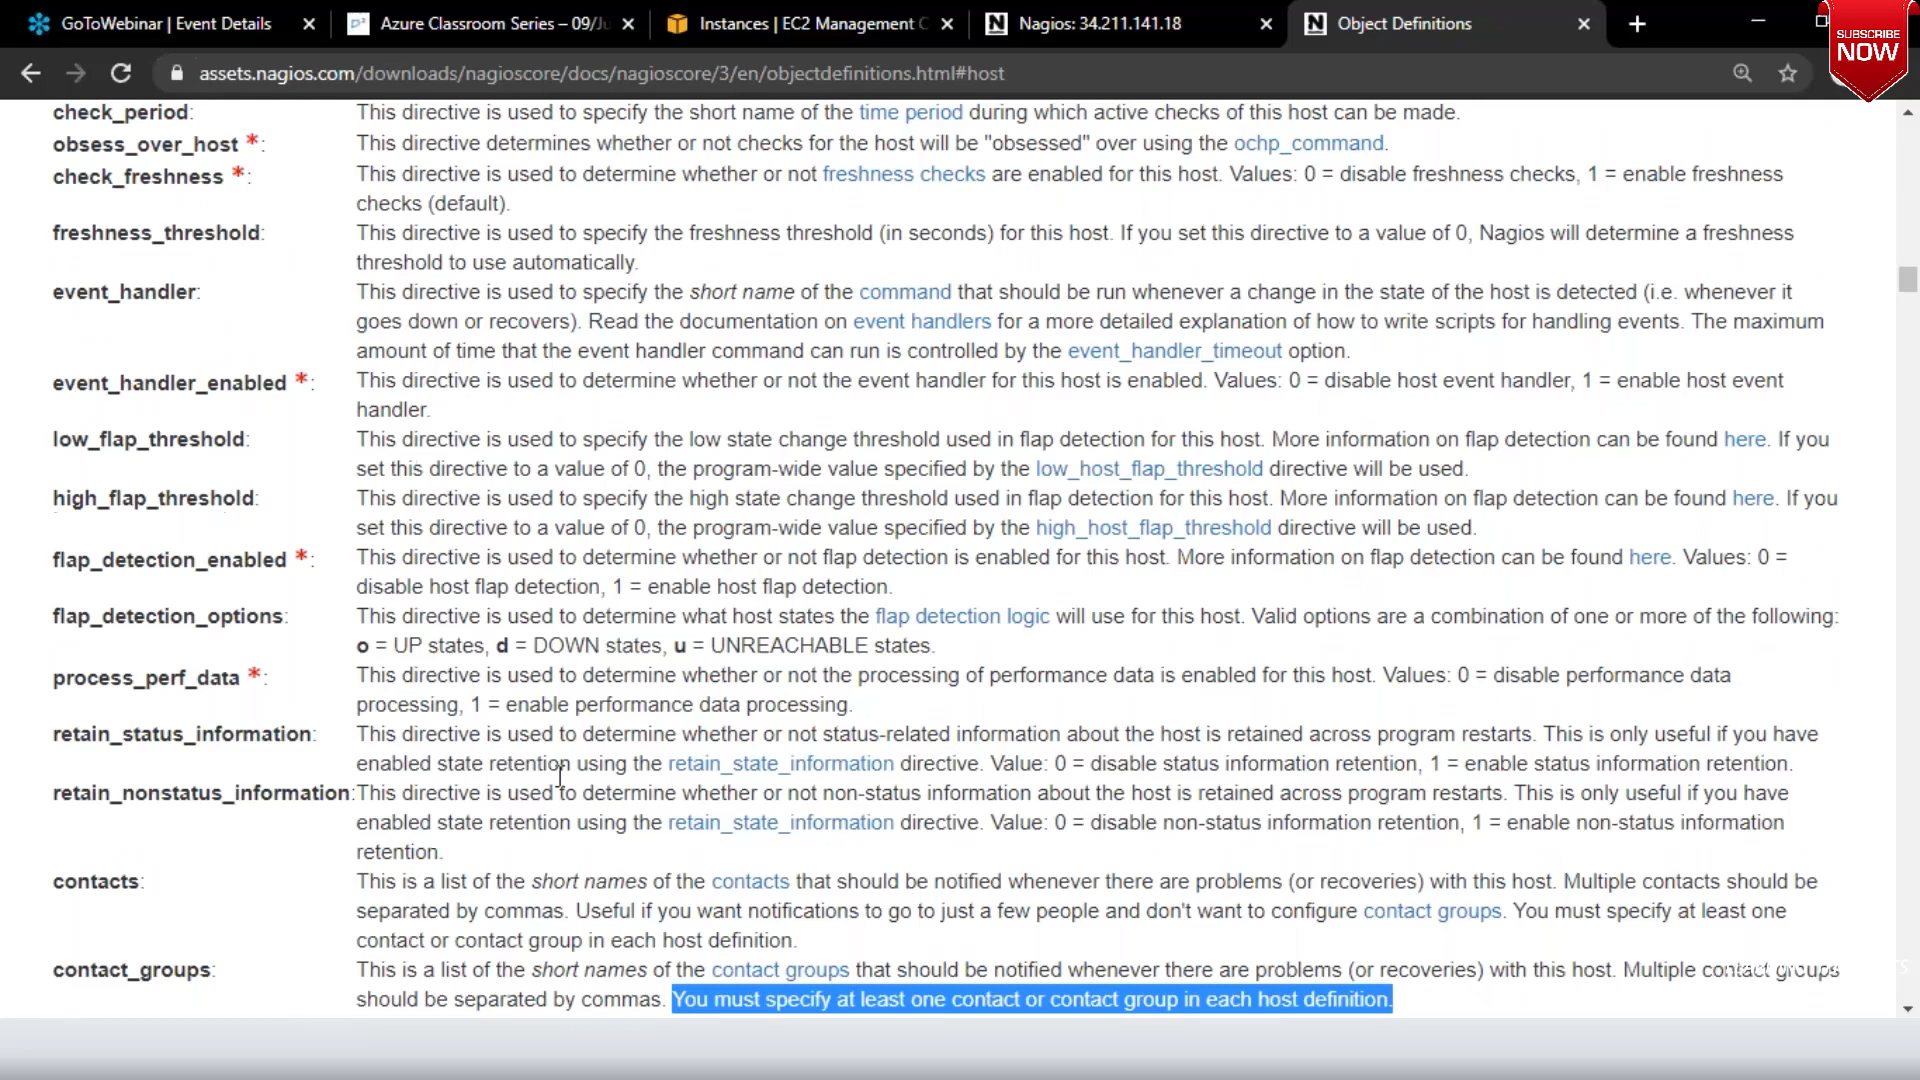 GoToWebinar | Event Details
Azure Classroom Series – 09/Ju
Instances | EC2 Management C
Nagios: 34.211.141.18
Object Definitions
SUBSCRIBE
NOW
assets.nagios.com/downloads/nagioscore/docs/nagioscore/3/en/objectdefinitions.html#host
check_period: This directive is used to specify the short name of the time period during which active checks of this host can be made.
obsess_over_host *: This directive determines whether or not checks for the host will be "obsessed" over using the ochp_command.
check_freshness *: This directive is used to determine whether or not freshness checks are enabled for this host. Values: 0 = disable freshness checks, 1 = enable freshness
checks (default).
freshness_threshold: This directive is used to specify the freshness threshold (in seconds) for this host. If you set this directive to a value of 0, Nagios will determine a freshness
threshold to use automatically.
event_handler: This directive is used to specify the short name of the command that should be run whenever a change in the state of the host is detected (i.e. whenever it
goes down or recovers). Read the documentation on event handlers for a more detailed explanation of how to write scripts for handling events. The maximum
amount of time that the event handler command can run is controlled by the event_handler_timeout option.
event_handler_enabled *: This directive is used to determine whether or not the event handler for this host is enabled. Values: 0 = disable host event handler, 1 = enable host event
handler.
low_flap_threshold: This directive is used to specify the low state change threshold used in flap detection for this host. More information on flap detection can be found here. If you
set this directive to a value of 0, the program-wide value specified by the low_host_flap_threshold directive will be used.
high_flap_threshold: This directive is used to specify the high state change threshold used in flap detection for this host. More information on flap detection can be found here. If you
set this directive to a value of 0, the program-wide value specified by the high_host_flap_threshold directive will be used.
flap_detection_enabled *: This directive is used to determine whether or not flap detection is enabled for this host. More information on flap detection can be found here. Values: 0 =
disable host flap detection, 1 = enable host flap detection.
flap_detection_options: This directive is used to determine what host states the flap detection logic will use for this host. Valid options are a combination of one or more of the following:
o = UP states, d = DOWN states, u = UNREACHABLE states.
process_perf_data *: This directive is used to determine whether or not the processing of performance data is enabled for this host. Values: 0 = disable performance data
processing, 1 = enable performance data processing.
retain_status_information: This directive is used to determine whether or not status-related information about the host is retained across program restarts. This is only useful if you have
enabled state retention using the retain_state_information directive. Value: 0 = disable status information retention, 1 = enable status information retention.
retain_nonstatus_information: This directive is used to determine whether or not non-status information about the host is retained across program restarts. This is only useful if you have
enabled state retention using the retain_state_information directive. Value: 0 = disable non-status information retention, 1 = enable non-status information
retention.
contacts: This is a list of the short names of the contacts that should be notified whenever there are problems (or recoveries) with this host. Multiple contacts should be
separated by commas. Useful if you want notifications to go to just a few people and don't want to configure contact groups. You must specify at least one
contact or contact group in each host definition.
contact_groups: This is a list of the short names of the contact groups that should be notified whenever there are problems (or recoveries) with this host. Multiple contact groups
should be separated by commas. You must specify at least one contact or contact group in each host definition.